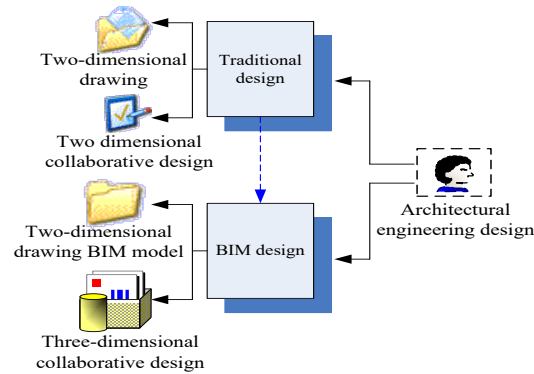 Two-dimensional
drawing
Two dimensional
collaborative design
Traditional
design
Two-dimensional
drawing BIM model
Three-dimensional
collaborative design
BIM design
Architectural
engineering design